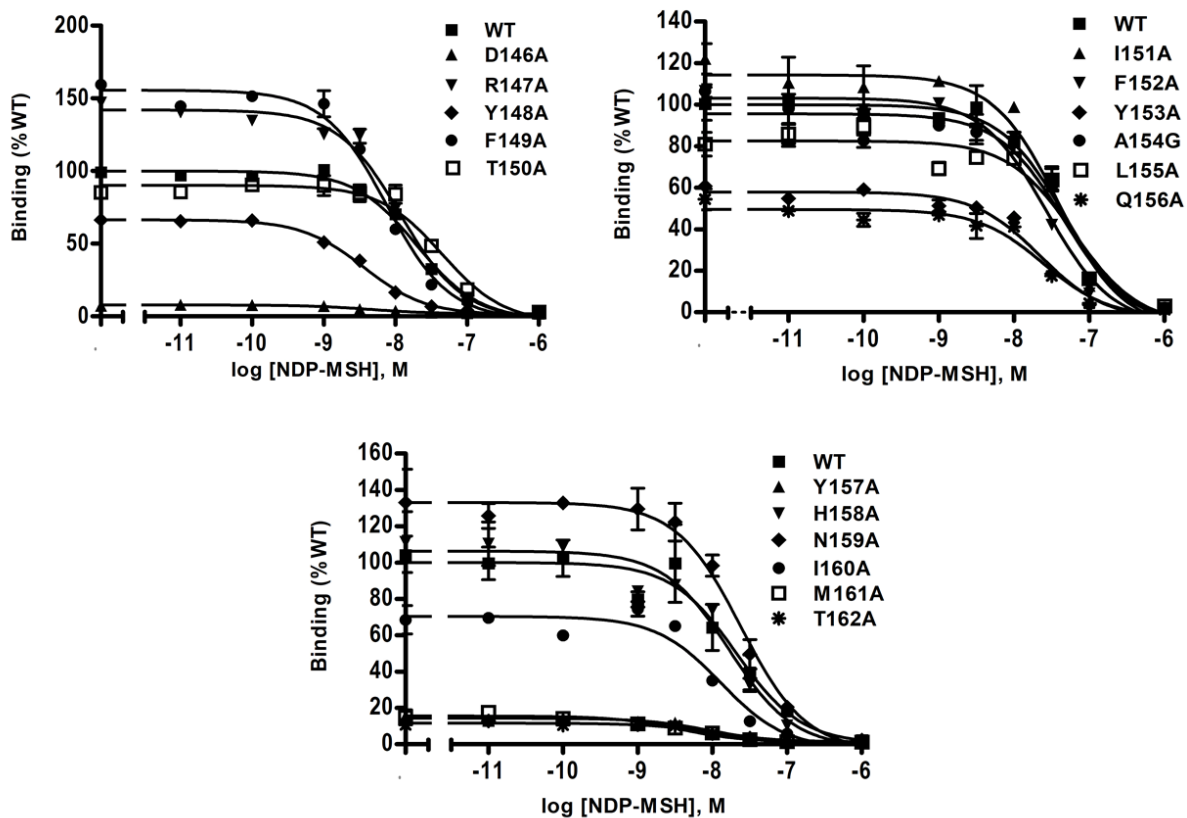 200
150
100
50
0
Binding (%WT)
-11 -10 -9 -8 -7 -6
log [NDP-MSH], M
WT
D146A
R147A
Y148A
F149A
T150A
140
120
100
80
60
40
20
0
Binding (%WT)
-11 -10 -9 -8 -7 -6
log [NDP-MSH], M
WT
I151A
F152A
Y153A
A154G
L155A
Q156A
160
140
120
100
80
60
40
20
0
Binding (%WT)
-11 -10 -9 -8 -7 -6
log [NDP-MSH], M
WT
Y157A
H158A
N159A
I160A
M161A
T162A